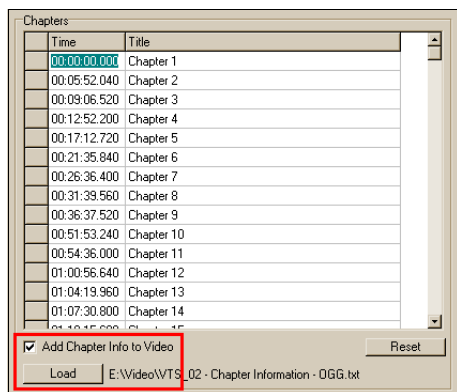 Chapters
Time Title
00:00:00.000 Chapter 1
00:05:52.040 Chapter 2
00:09:06.520 Chapter 3
00:12:52.200 Chapter 4
00:17:12.720 Chapter 5
00:21:35.840 Chapter 6
00:26:36.400 Chapter 7
00:31:39.560 Chapter 8
00:36:37.520 Chapter 9
00:51:53.240 Chapter 10
00:54:36.000 Chapter 11
01:00:56.640 Chapter 12
01:04:19.960 Chapter 13
01:07:30.800 Chapter 14
Chapter 15
Add Chapter Info to Video Reset
Load E:\Video\VTS_02 - Chapter Information - OGG.txt